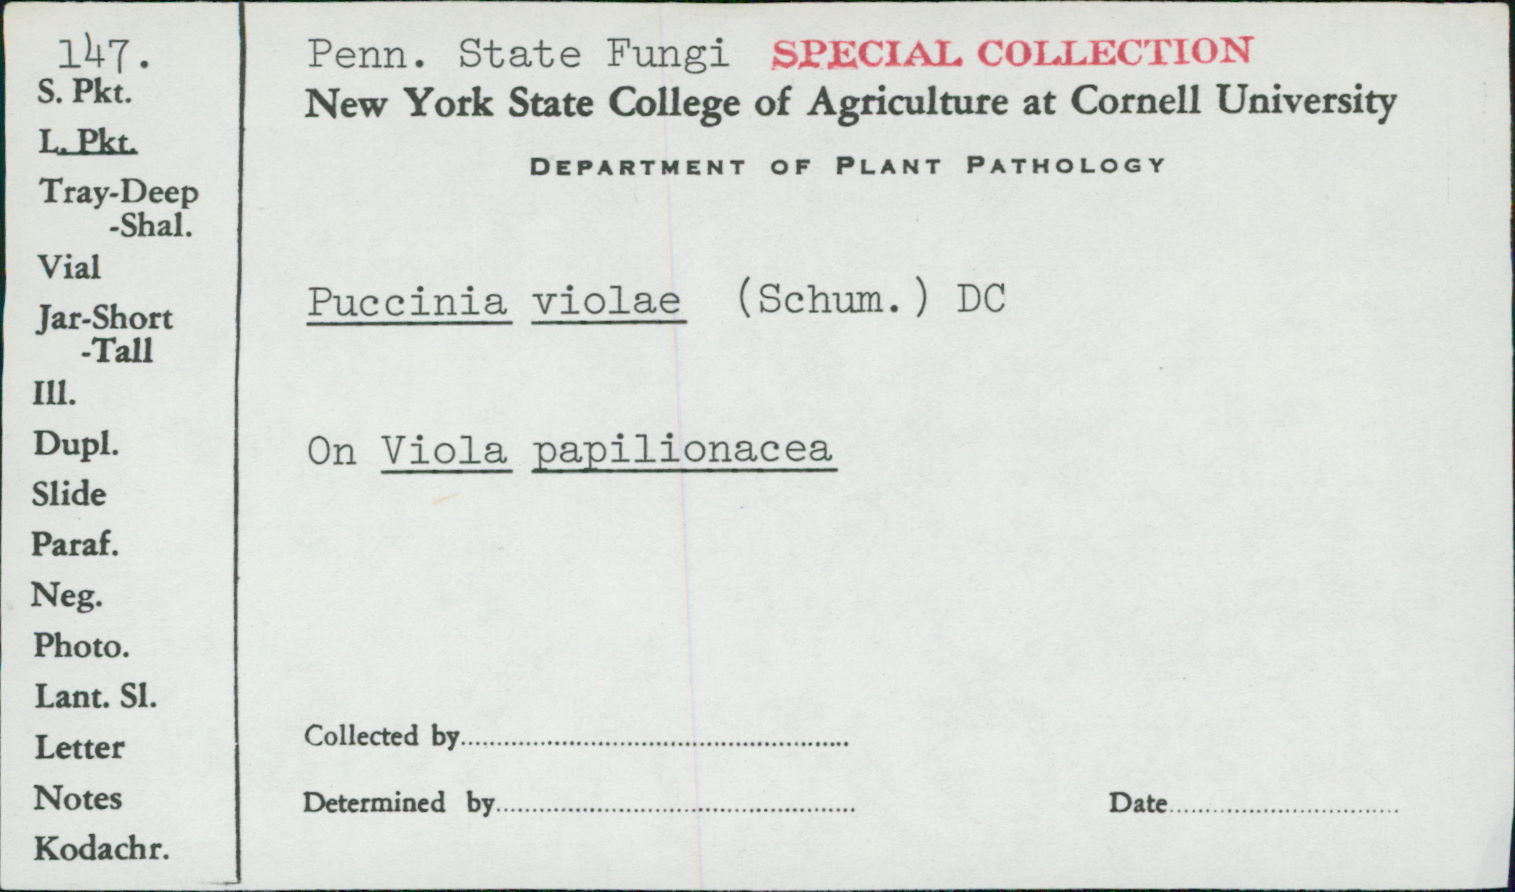 147.
S. Pkt.
L. Pkt.
Tray-Deep
-Shal.
Vial
Jar-Short
-Tall
Ill.
Dupl.
Slide
Paraf.
Neg.
Photo.
Lant. Sl.
Letter
Notes
Kodachr.
Penn. State Fungi SPECIAL COLLECTION
New York State College of Agriculture at Cornell University
DEPARTMENT OF PLANT PATHOLOGY
Puccinia violae (Schum.) DC
On Viola papilionacea
Collected by
Determined by Date